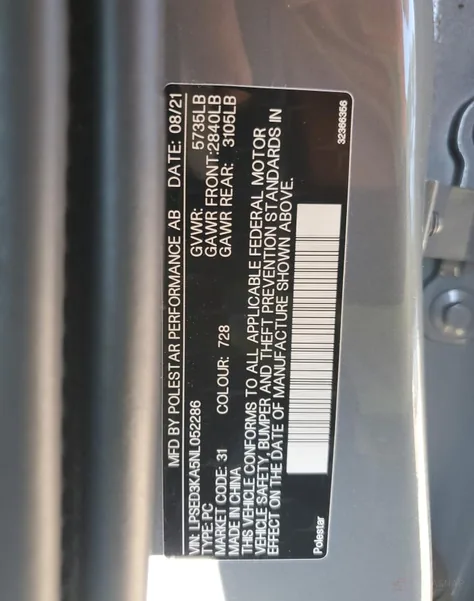 MFD BY POLESTAR PERFORMANCE AB DATE: 08/21
VIN: LPSED3KA5NL052286 GVWR: 5735LB
TYPE: PC GAWR FRONT: 2840LB
MARKET CODE: 31 COLOUR: 728 GAWR REAR: 3105LB
MADE IN CHINA
THIS VEHICLE CONFORMS TO ALL APPLICABLE FEDERAL MOTOR
VEHICLE SAFETY, BUMPER AND THEFT PREVENTION STANDARDS IN
EFFECT ON THE DATE OF MANUFACTURE SHOWN ABOVE.
Polestar 32366356